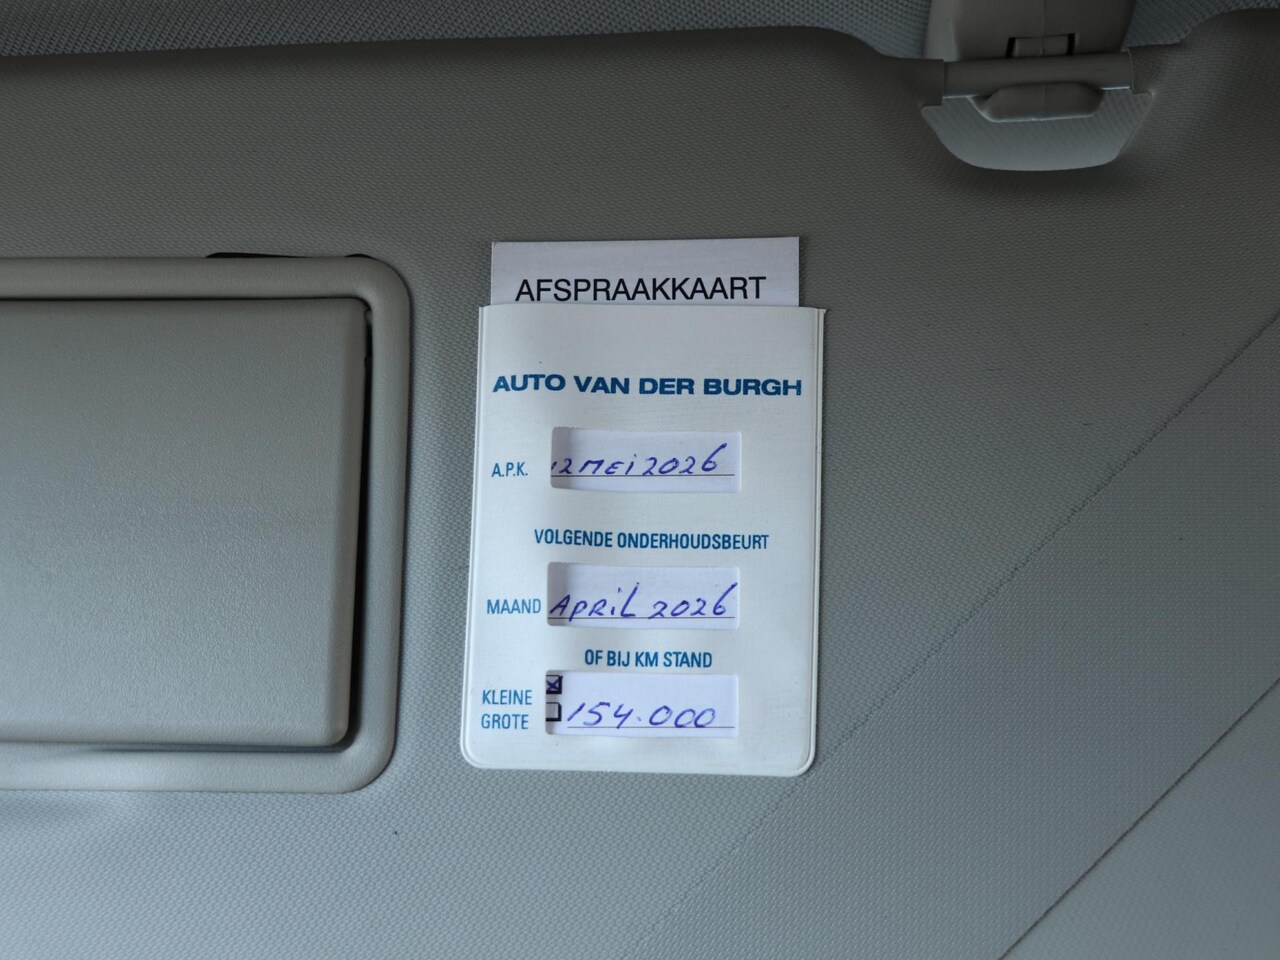 AFSPRAAKKAART
AUTO VAN DER BURGH
A.P.K. 12 MEI 2026
VOLGENDE ONDERHOUDSBEURT
MAAND APRIL 2026
OF BIJ KM STAND
KLEINE
GROTE 154.000